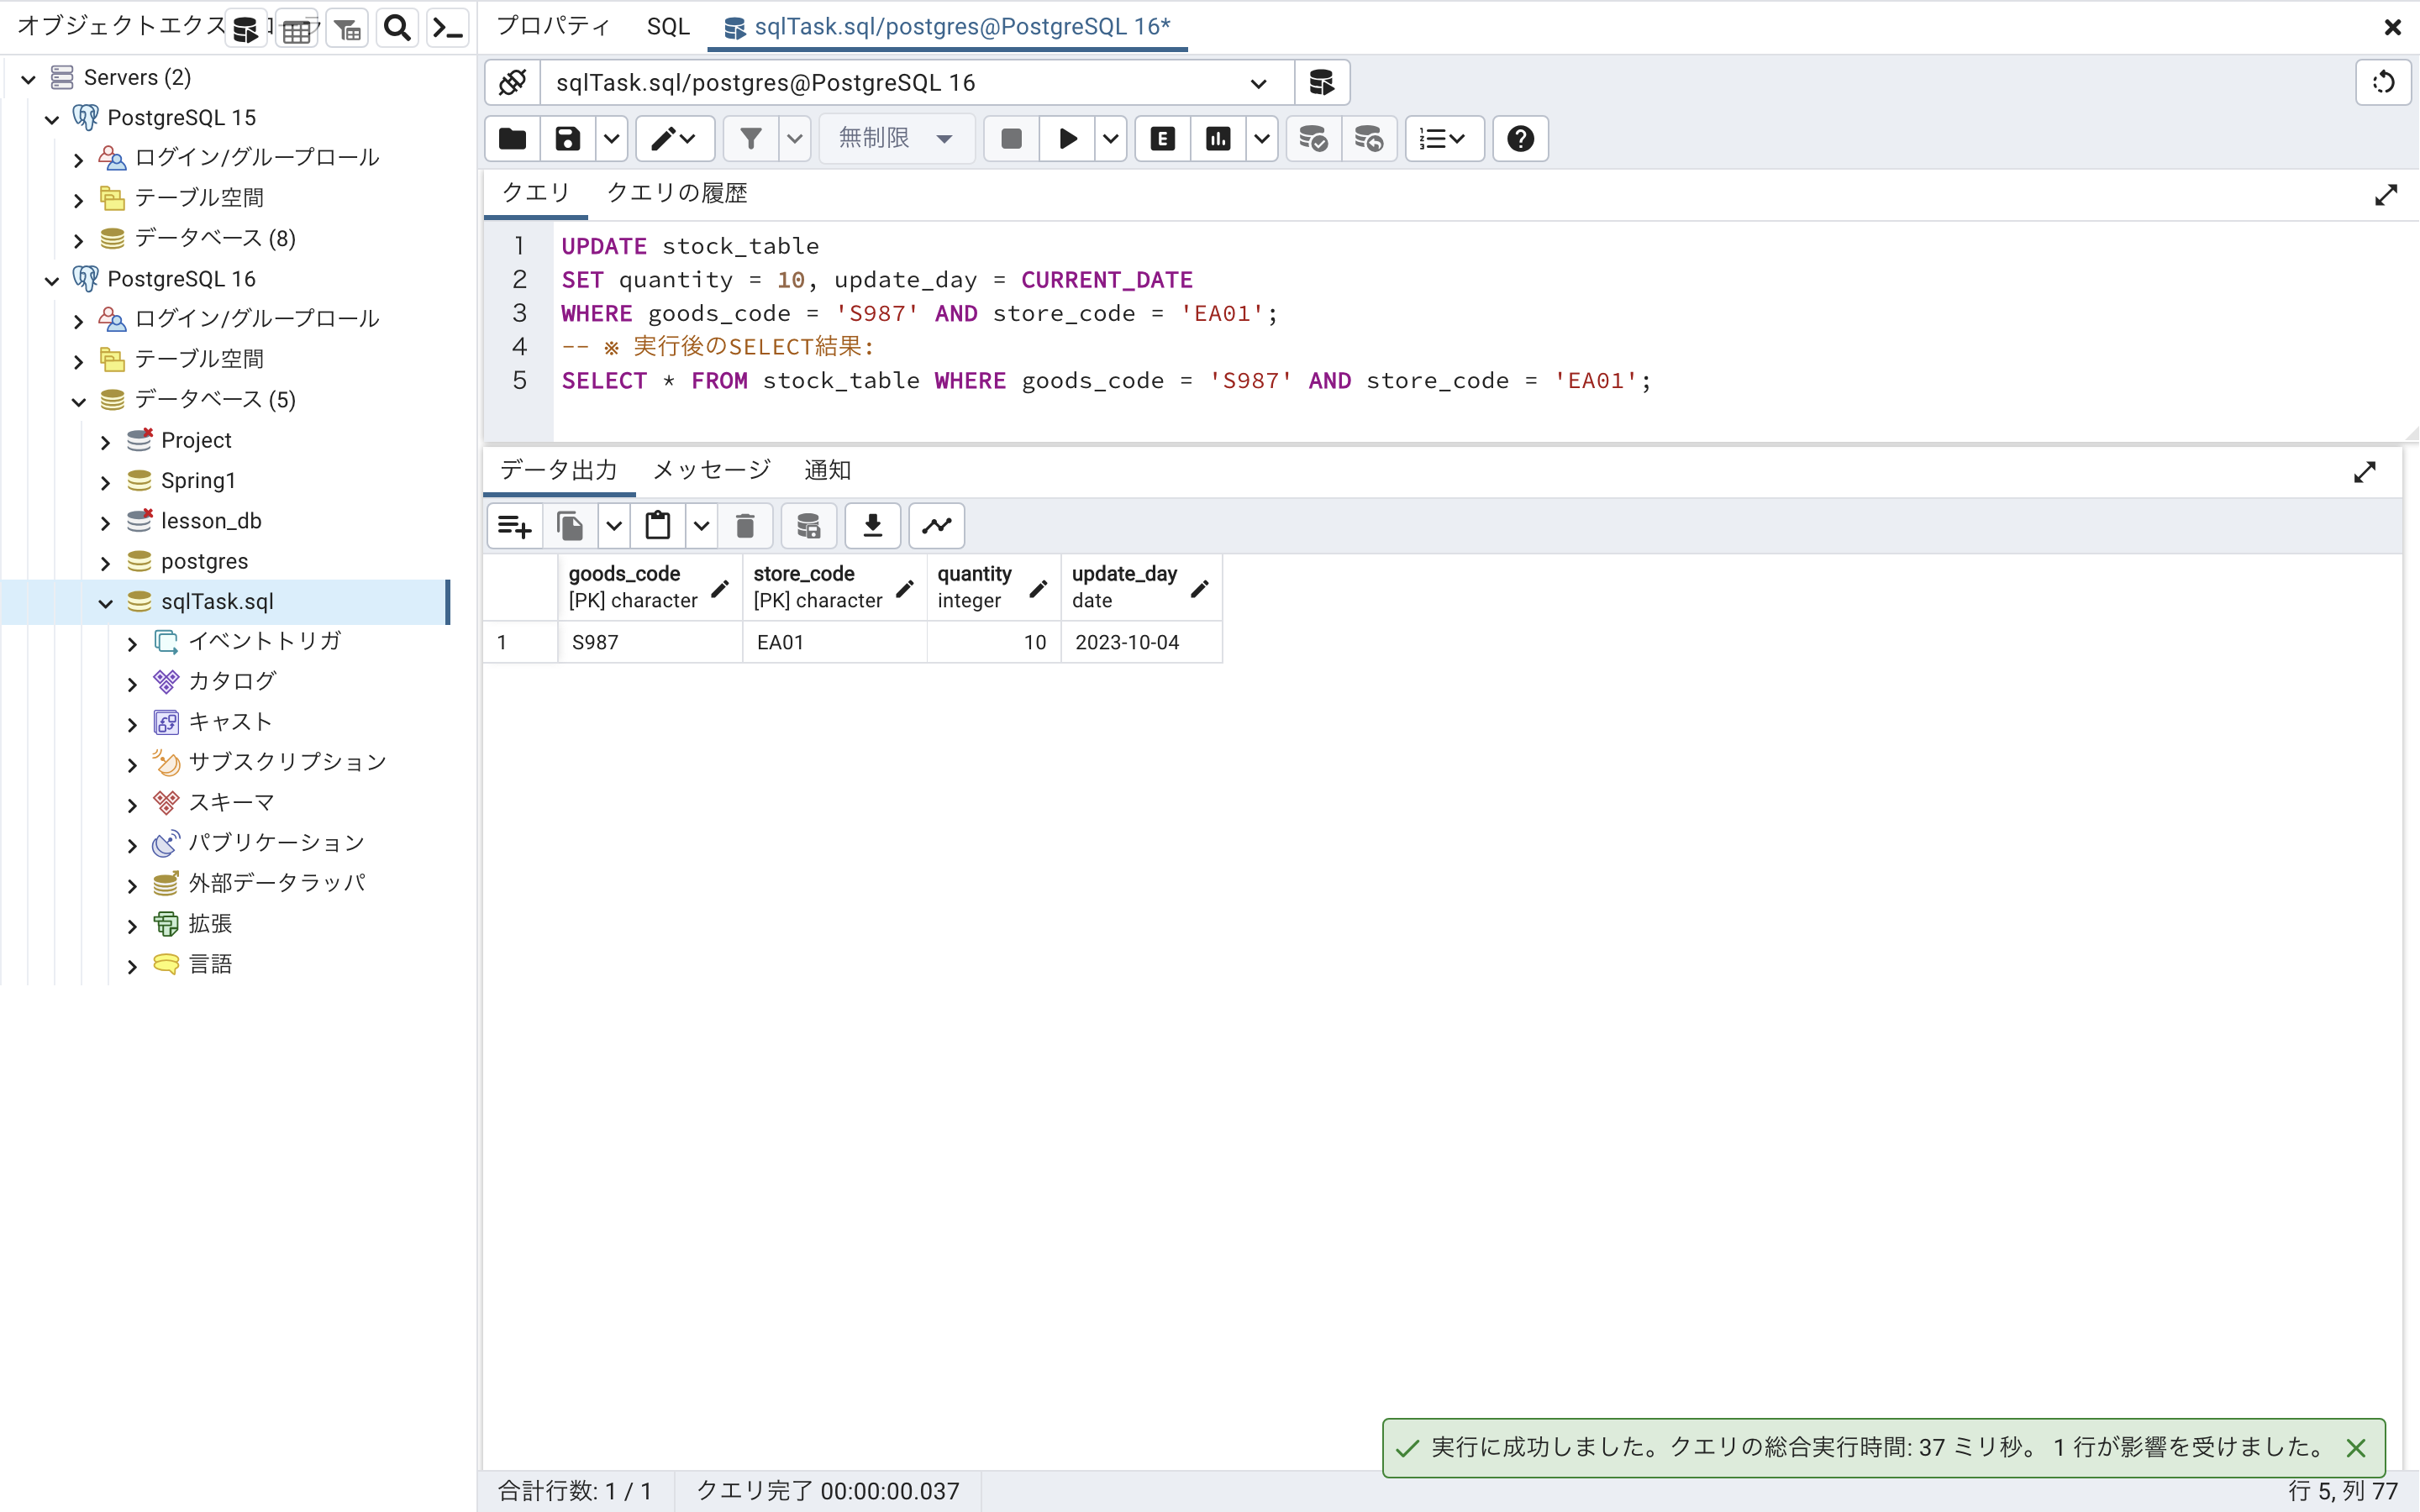 オブジェクトエクスプローラ
プロパティ
SQL
sqlTask.sql/postgres@PostgreSQL 16*
Servers (2)
PostgreSQL 15
ログイン/グループロール
テーブル空間
データベース (8)
PostgreSQL 16
ログイン/グループロール
テーブル空間
データベース (5)
Project
Spring1
lesson_db
postgres
sqlTask.sql
イベントトリガ
カタログ
キャスト
サブスクリプション
スキーマ
パブリケーション
外部データラッパ
拡張
言語
sqlTask.sql/postgres@PostgreSQL 16
無制限
E
クエリ
クエリの履歴
1 UPDATE stock_table
2 SET quantity = 10, update_day = CURRENT_DATE
3 WHERE goods_code = 'S987' AND store_code = 'EA01';
4 -- ※ 実行後のSELECT結果:
5 SELECT * FROM stock_table WHERE goods_code = 'S987' AND store_code = 'EA01';
データ出力
メッセージ
通知
goods_code
[PK] character
store_code
[PK] character
quantity
integer
update_day
date
1 S987 EA01 10 2023-10-04
実行に成功しました。クエリの総合実行時間: 37 ミリ秒。 1 行が影響を受けました。
合計行数: 1 / 1
クエリ完了 00:00:00.037
行 5, 列 77